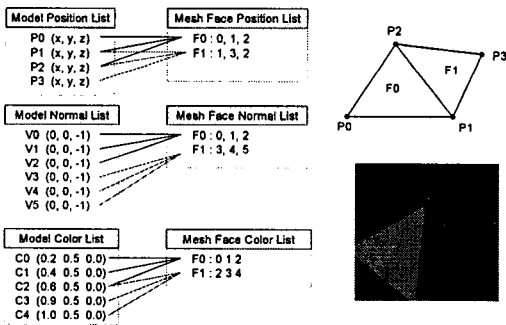 Model Position List
P0 (x, y, z)
P1 (x, y, z)
P2 (x, y, z)
P3 (x, y, z)
Mesh Face Position List
F0 : 0, 1, 2
F1 : 1, 3, 2
Model Normal List
V0 (0, 0, -1)
V1 (0, 0, -1)
V2 (0, 0, -1)
V3 (0, 0, -1)
V4 (0, 0, -1)
V5 (0, 0, -1)
Mesh Face Normal List
F0 : 0, 1, 2
F1 : 3, 4, 5
Model Color List
C0 (0.2 0.5 0.0)
C1 (0.4 0.5 0.0)
C2 (0.6 0.5 0.0)
C3 (0.9 0.5 0.0)
C4 (1.0 0.5 0.0)
Mesh Face Color List
F0 : 0 1 2
F1 : 2 3 4
P2
P3
F1
F0
P0
P1